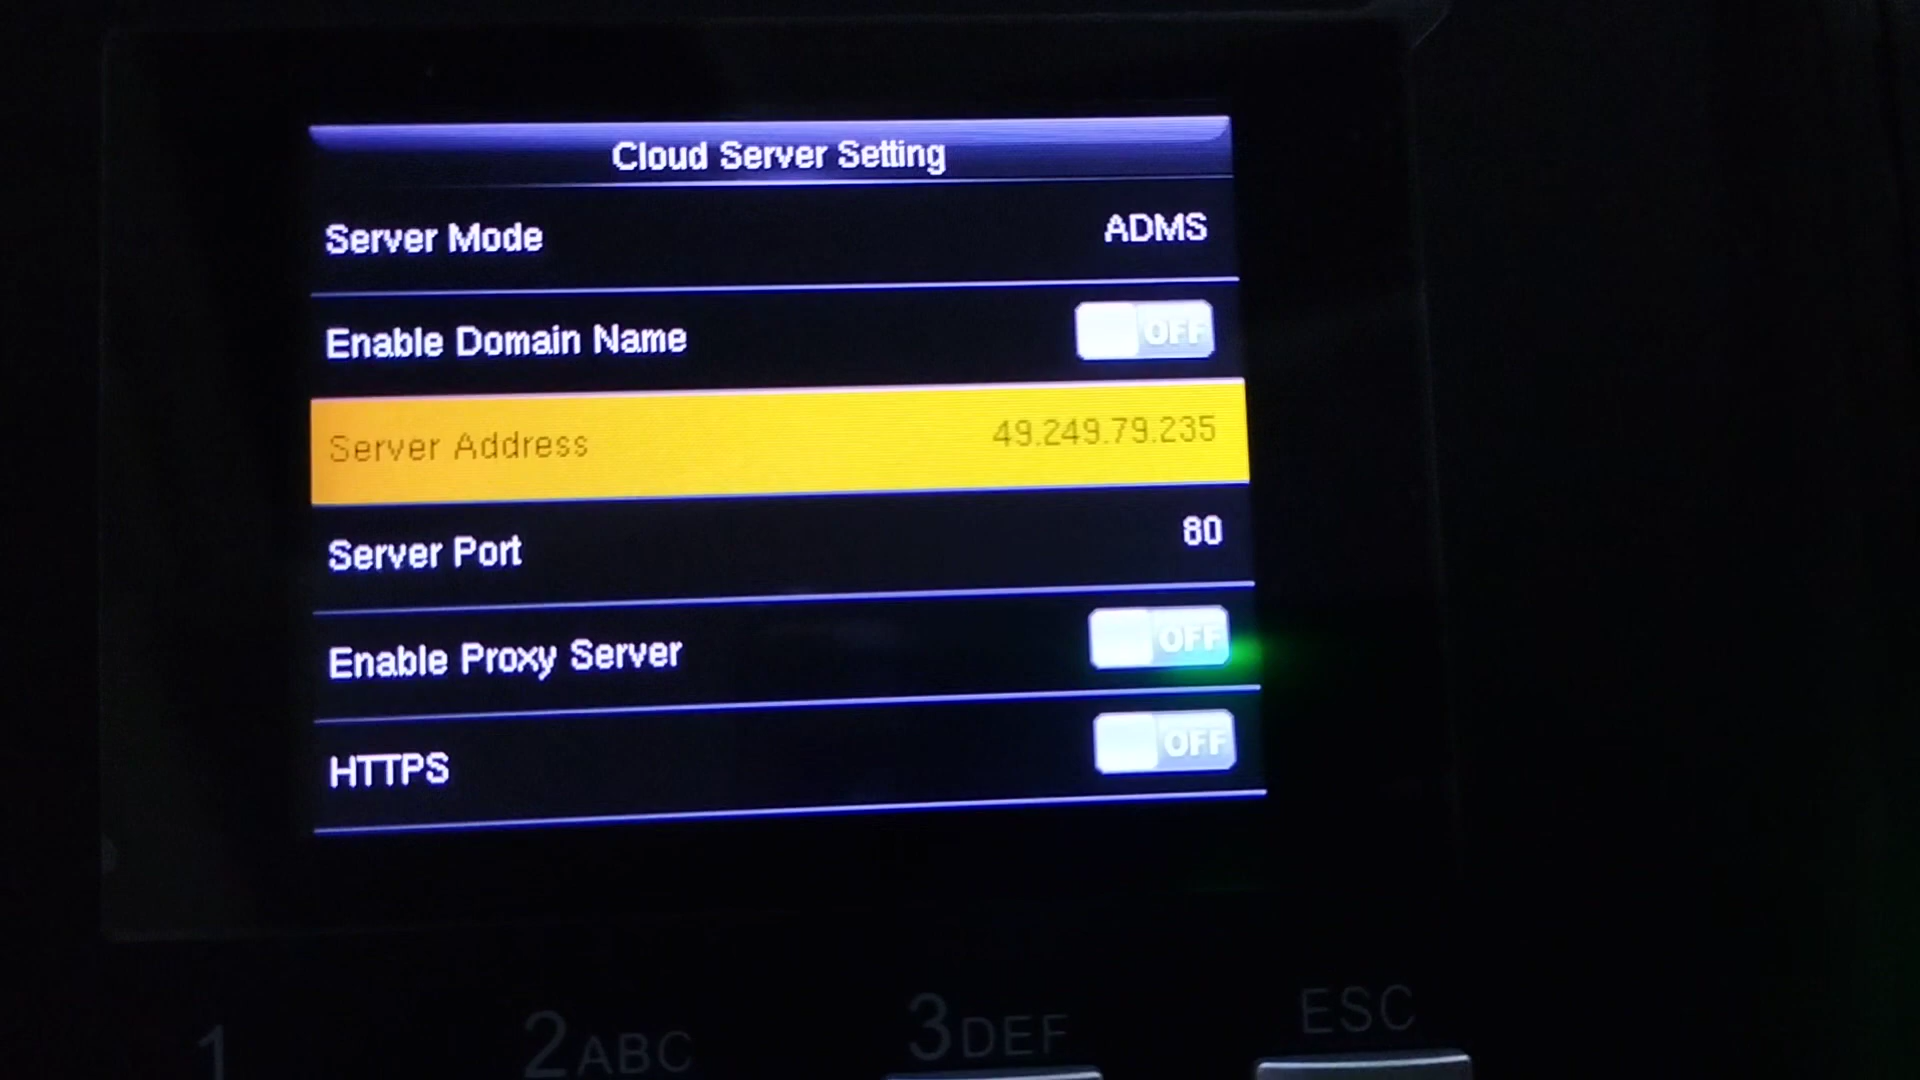 Cloud Server Setting
Server Mode ADMS
Enable Domain Name OFF
Server Address 49.249.79.235
Server Port 80
Enable Proxy Server OFF
HTTPS OFF
1 2ABC 3DEF ESC